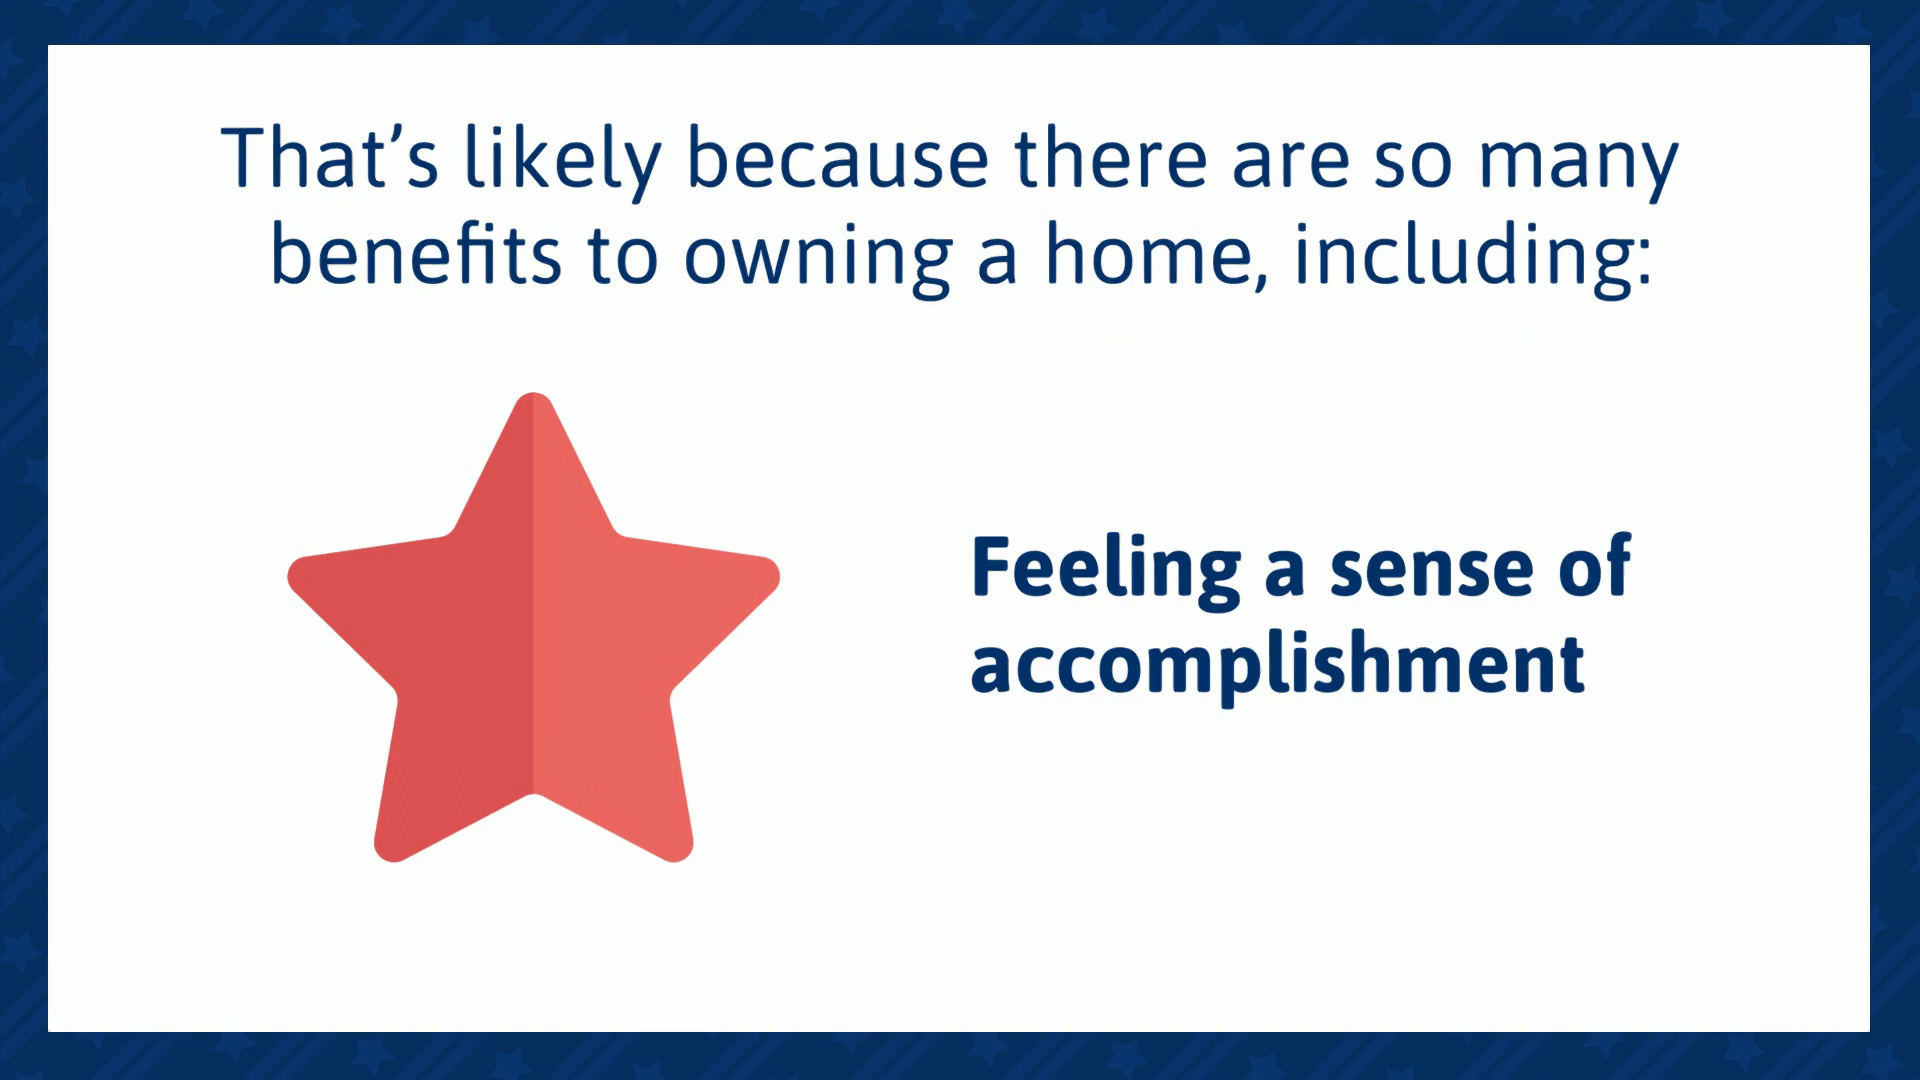 That’s likely because there are so many
benefits to owning a home, including:
Feeling a sense of
accomplishment